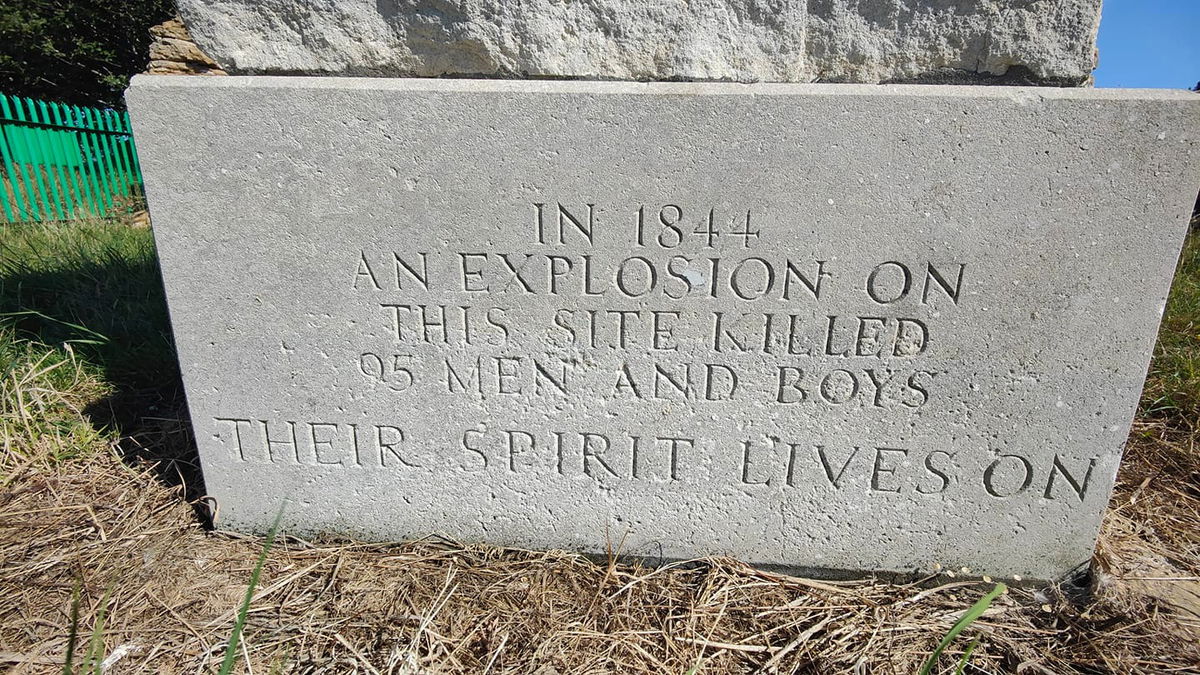 IN 1844
AN EXPLOSION ON
THIS SITE KILLED
95 MEN AND BOYS
THEIR SPIRIT LIVES ON